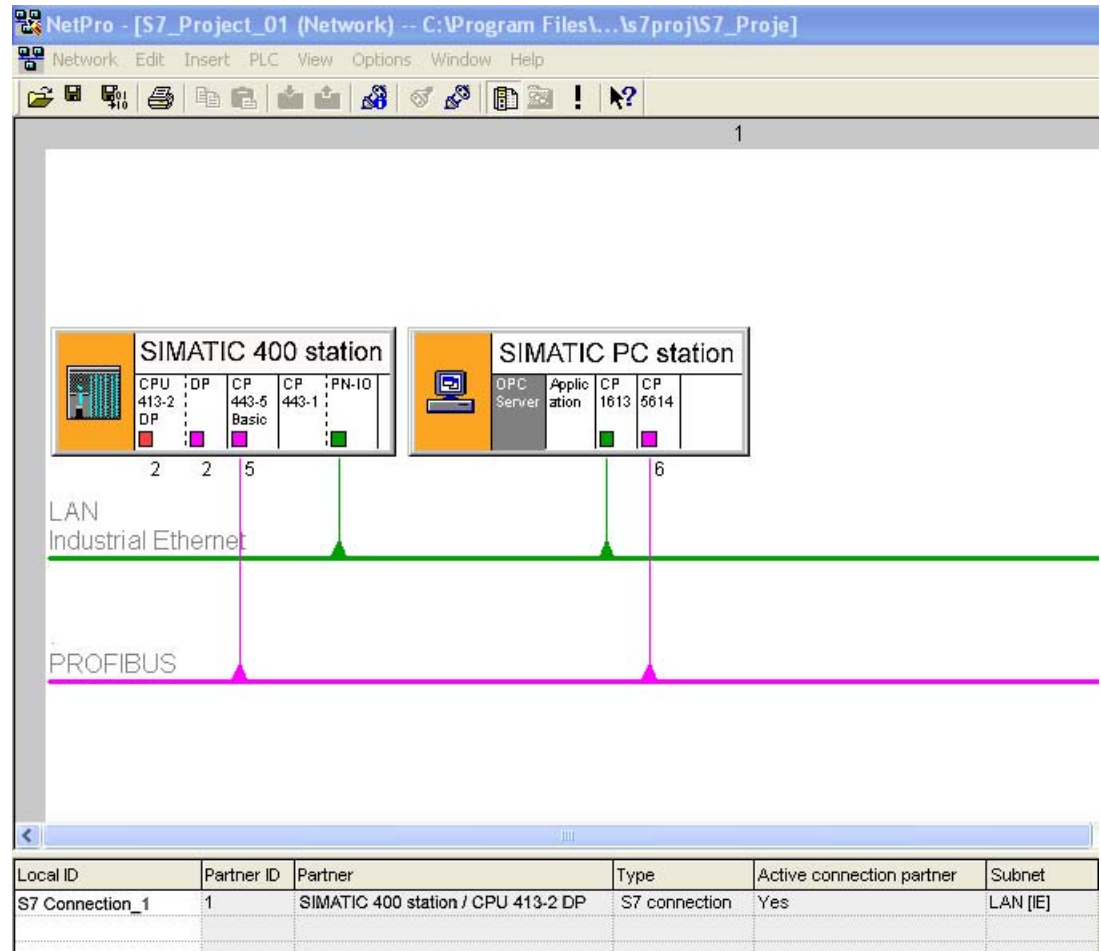 NetPro - [S7_Project_01 (Network) -- C:\Program Files\...\s7proj\S7_Proje]
Network Edit Insert PLC View Options Window Help
1
SIMATIC 400 station
CPU 413-2 DP
DP
CP 443-5 Basic
CP 443-1
PN-IO
2 2 5
SIMATIC PC station
OPC Server
Applic ation
CP 1613
CP 5614
6
LAN
Industrial Ethernet
PROFIBUS
Local ID Partner ID Partner Type Active connection partner Subnet
S7 Connection_1 1 SIMATIC 400 station / CPU 413-2 DP S7 connection Yes LAN [IE]